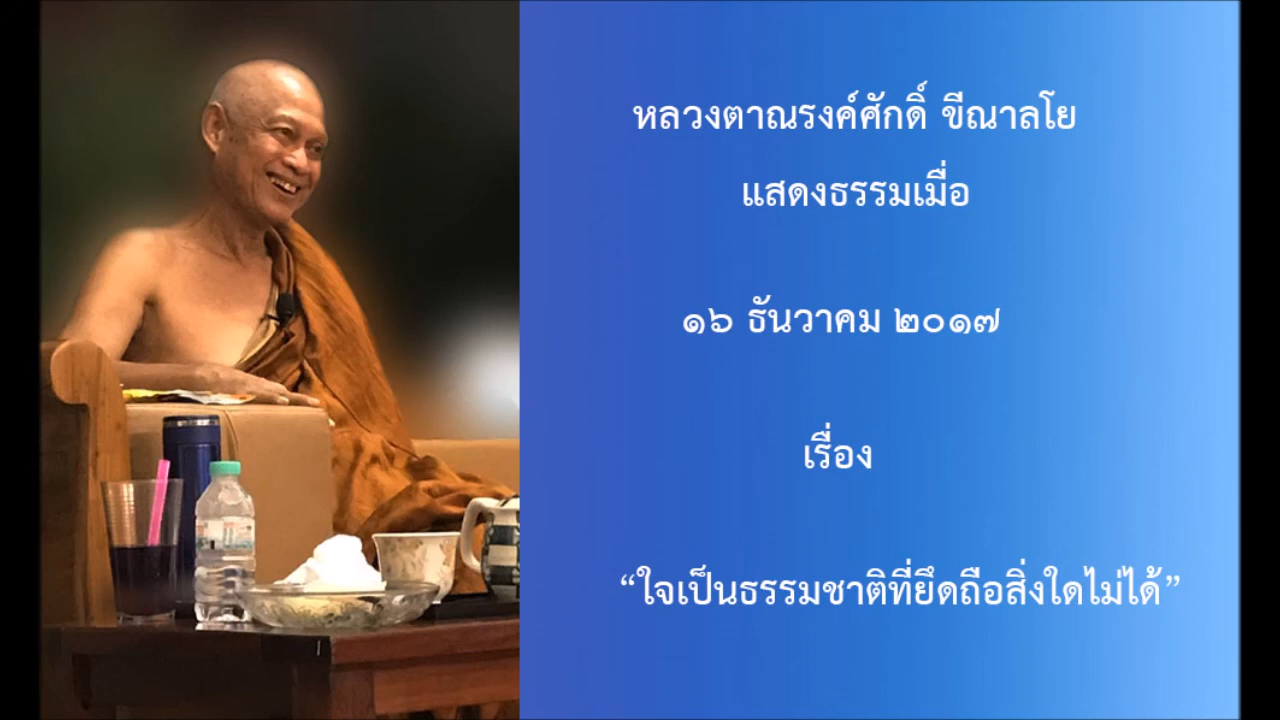 หลวงตาณรงค์ศักดิ์ ขีณาลโย
แสดงธรรมเมื่อ
๑๖ ธันวาคม ๒๐๑๗
เรื่อง
“ใจเป็นธรรมชาติที่ยึดถือสิ่งใดไม่ได้”